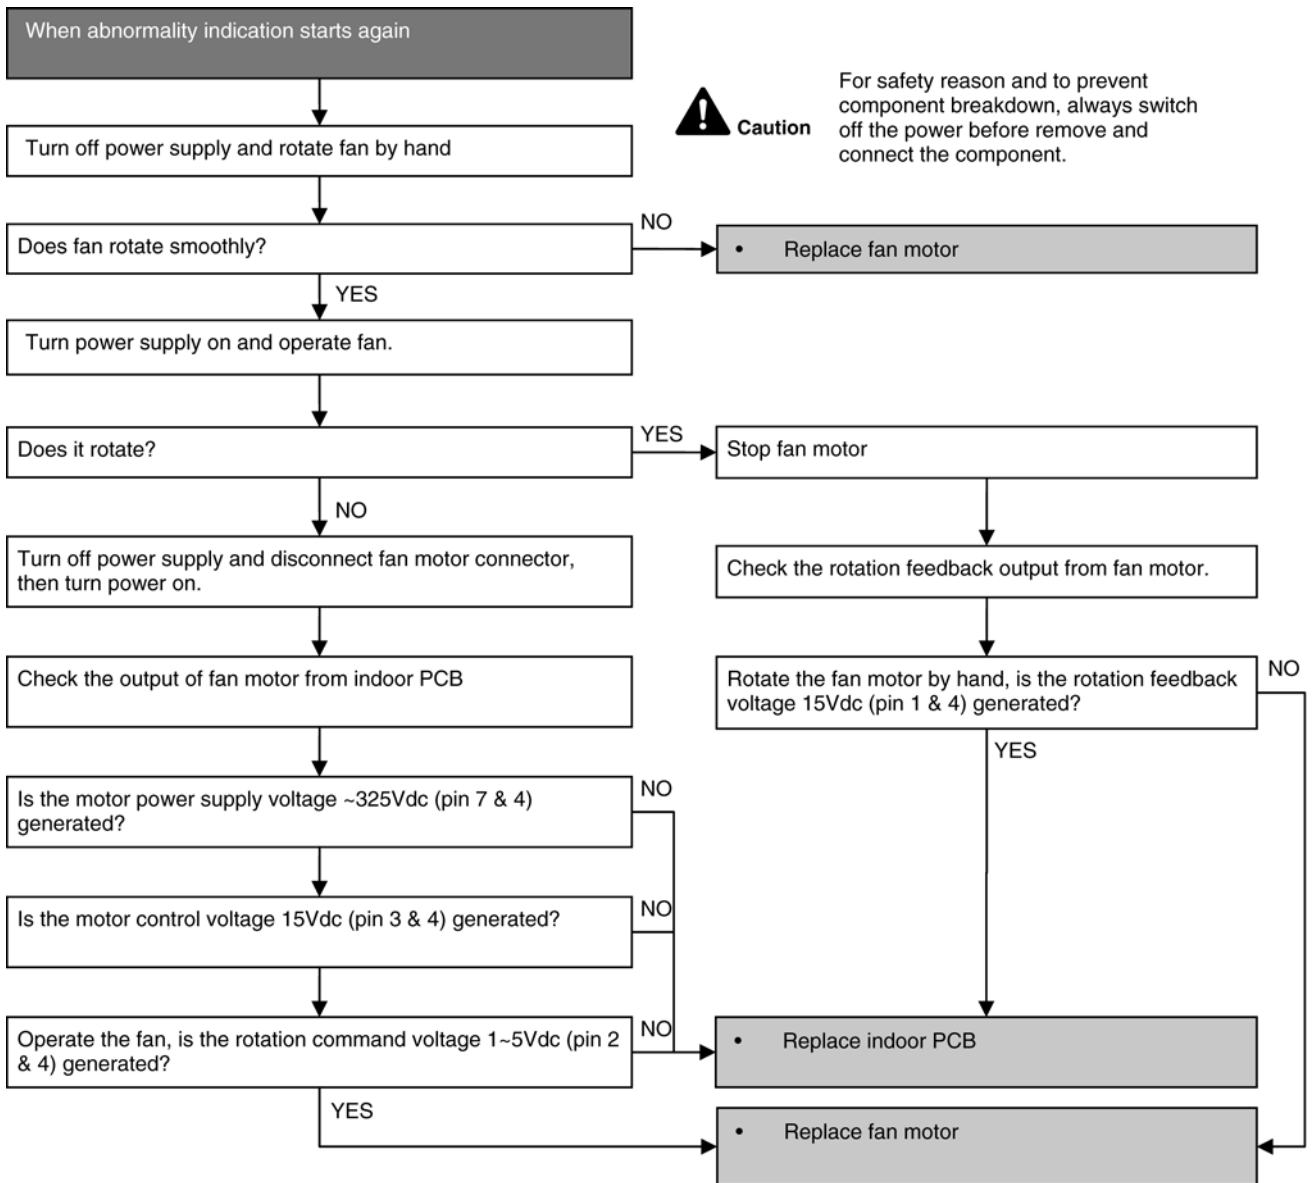 When abnormality indication starts again
For safety reason and to prevent
component breakdown, always switch
off the power before remove and
connect the component.
Caution
Turn off power supply and rotate fan by hand
Does fan rotate smoothly?
NO
• Replace fan motor
YES
Turn power supply on and operate fan.
Does it rotate?
YES
Stop fan motor
NO
Turn off power supply and disconnect fan motor connector,
then turn power on.
Check the rotation feedback output from fan motor.
Check the output of fan motor from indoor PCB
Rotate the fan motor by hand, is the rotation feedback
voltage 15Vdc (pin 1 & 4) generated?
NO
YES
Is the motor power supply voltage ~325Vdc (pin 7 & 4)
generated?
NO
Is the motor control voltage 15Vdc (pin 3 & 4) generated?
NO
Operate the fan, is the rotation command voltage 1~5Vdc (pin 2
& 4) generated?
NO
• Replace indoor PCB
YES
• Replace fan motor